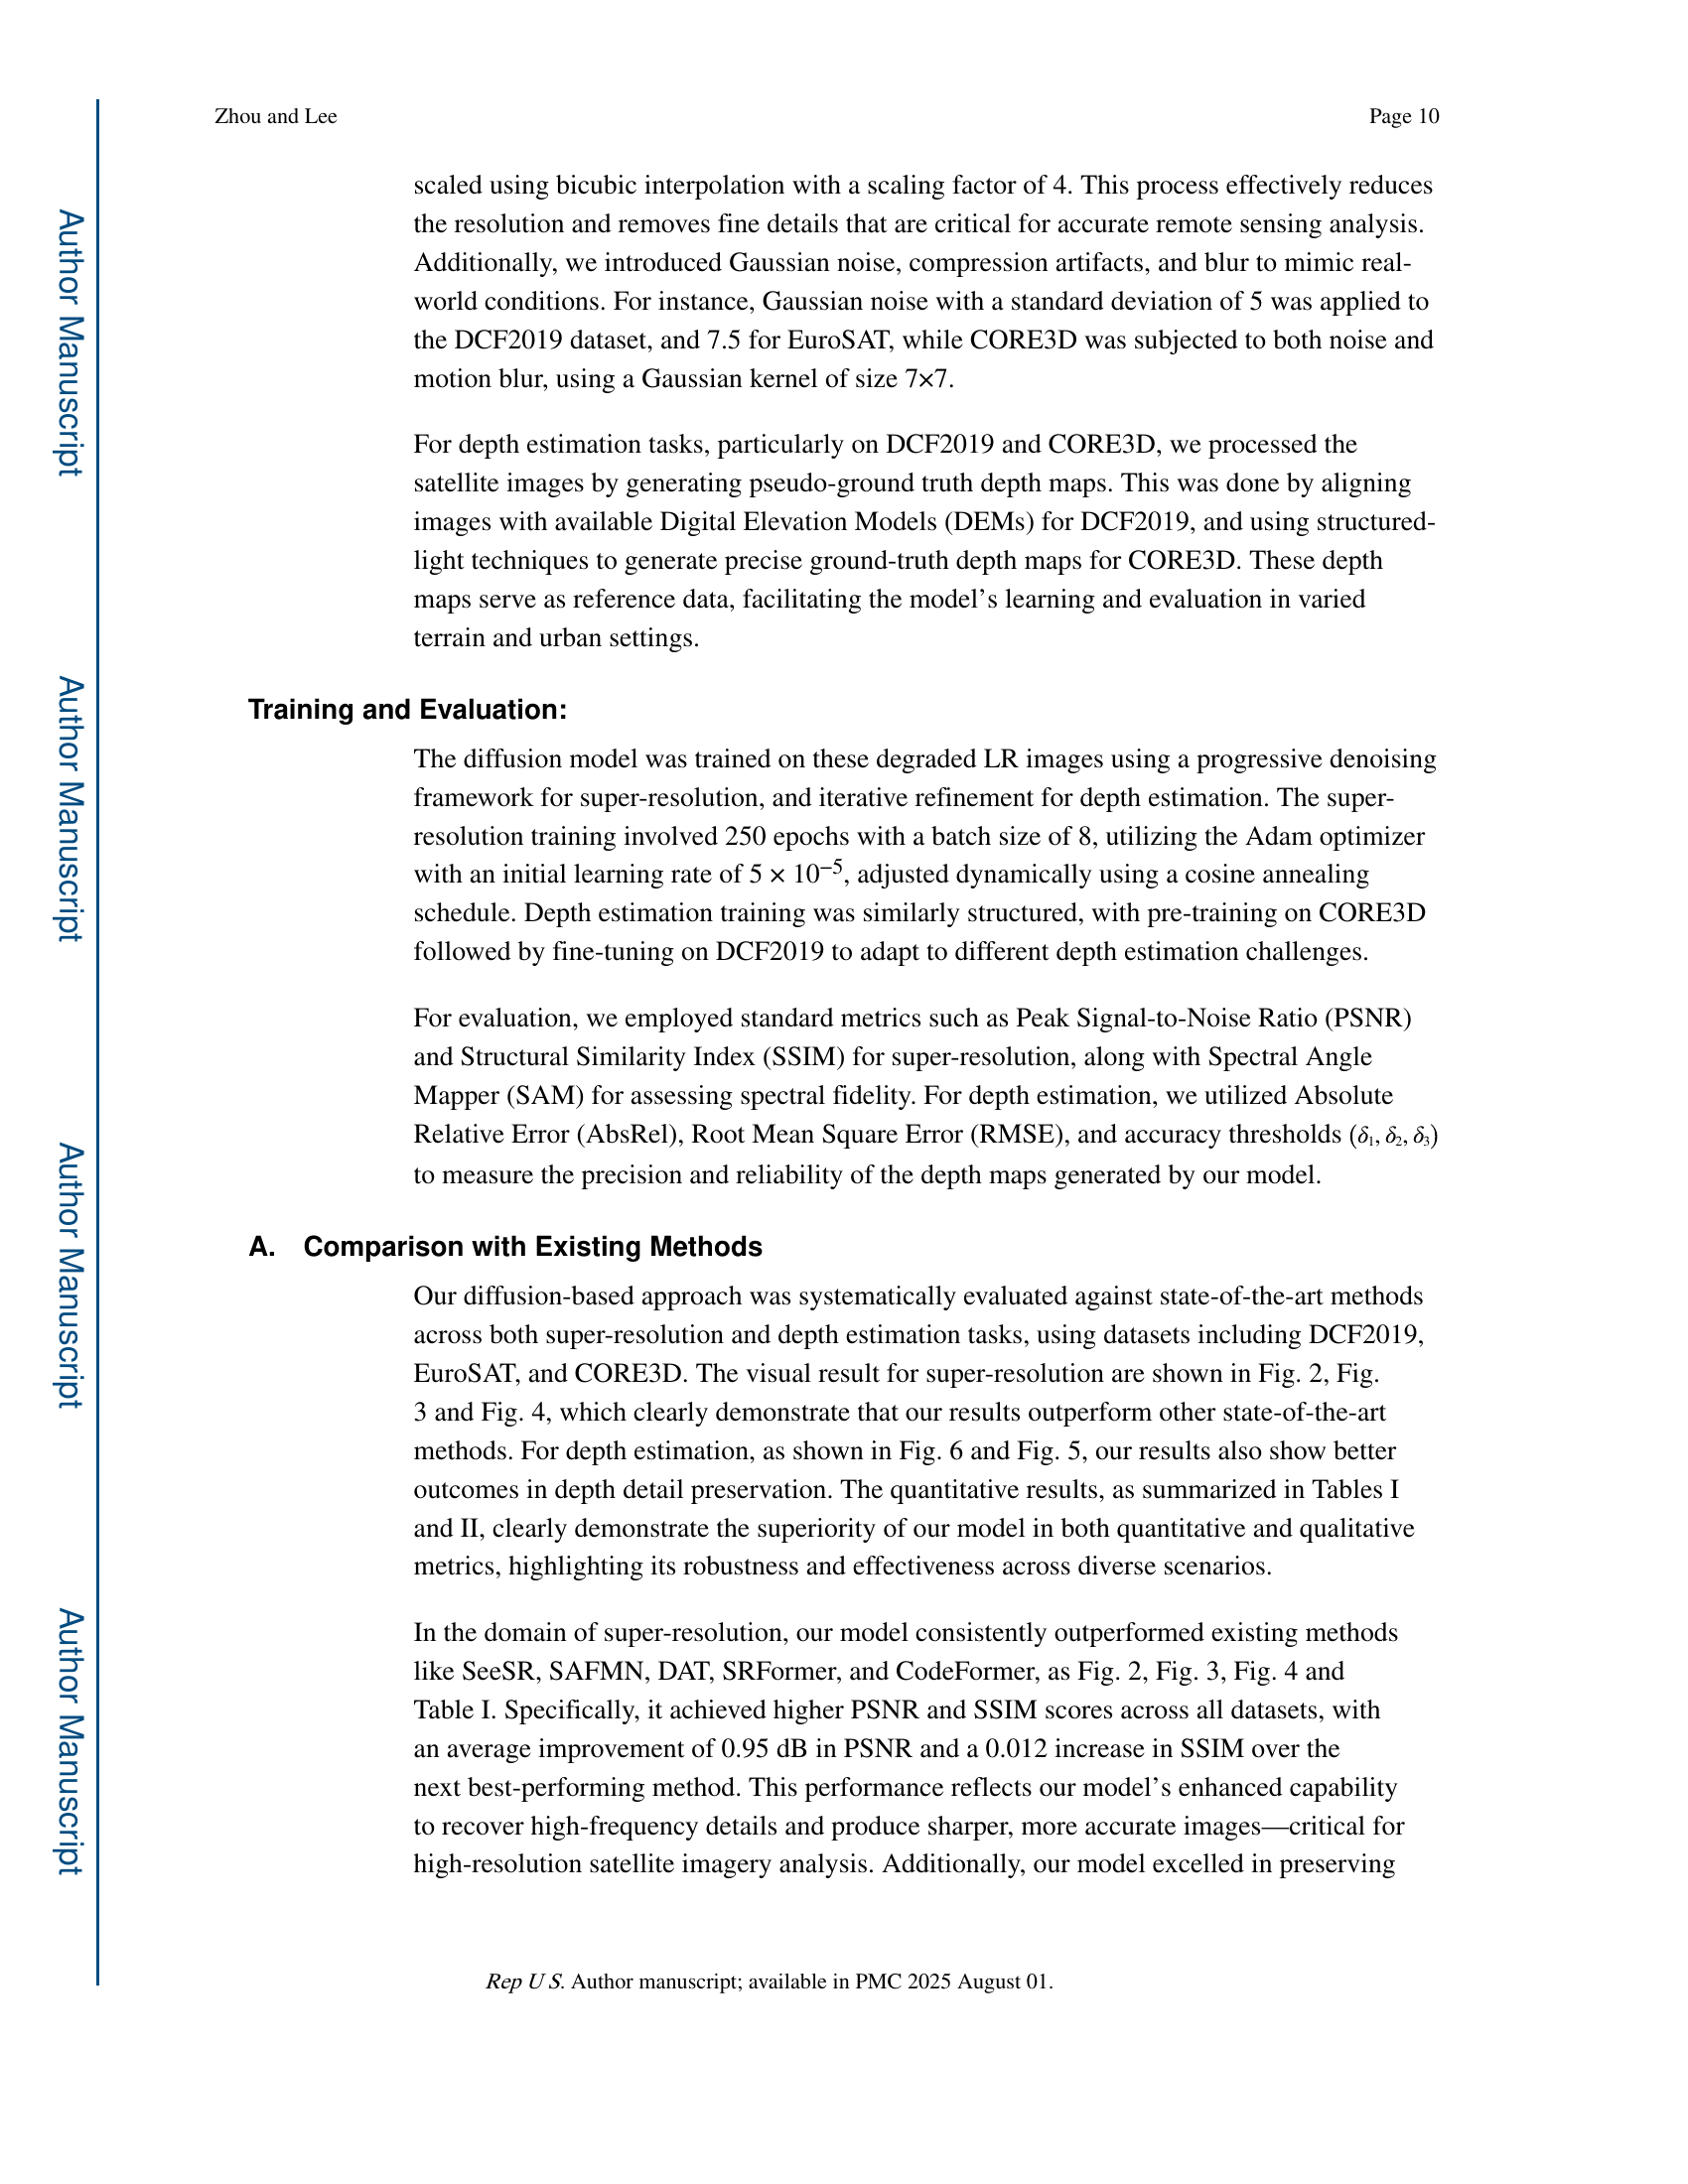 Zhou and Lee
Page 10
scaled using bicubic interpolation with a scaling factor of 4. This process effectively reduces
the resolution and removes fine details that are critical for accurate remote sensing analysis.
Additionally, we introduced Gaussian noise, compression artifacts, and blur to mimic real-
world conditions. For instance, Gaussian noise with a standard deviation of 5 was applied to
the DCF2019 dataset, and 7.5 for EuroSAT, while CORE3D was subjected to both noise and
motion blur, using a Gaussian kernel of size 7×7.
For depth estimation tasks, particularly on DCF2019 and CORE3D, we processed the
satellite images by generating pseudo-ground truth depth maps. This was done by aligning
images with available Digital Elevation Models (DEMs) for DCF2019, and using structured-
light techniques to generate precise ground-truth depth maps for CORE3D. These depth
maps serve as reference data, facilitating the model’s learning and evaluation in varied
terrain and urban settings.
Training and Evaluation:
The diffusion model was trained on these degraded LR images using a progressive denoising
framework for super-resolution, and iterative refinement for depth estimation. The super-
resolution training involved 250 epochs with a batch size of 8, utilizing the Adam optimizer
with an initial learning rate of 5 × 10⁻⁵, adjusted dynamically using a cosine annealing
schedule. Depth estimation training was similarly structured, with pre-training on CORE3D
followed by fine-tuning on DCF2019 to adapt to different depth estimation challenges.
For evaluation, we employed standard metrics such as Peak Signal-to-Noise Ratio (PSNR)
and Structural Similarity Index (SSIM) for super-resolution, along with Spectral Angle
Mapper (SAM) for assessing spectral fidelity. For depth estimation, we utilized Absolute
Relative Error (AbsRel), Root Mean Square Error (RMSE), and accuracy thresholds (δ₁, δ₂, δ₃)
to measure the precision and reliability of the depth maps generated by our model.
A. Comparison with Existing Methods
Our diffusion-based approach was systematically evaluated against state-of-the-art methods
across both super-resolution and depth estimation tasks, using datasets including DCF2019,
EuroSAT, and CORE3D. The visual result for super-resolution are shown in Fig. 2, Fig.
3 and Fig. 4, which clearly demonstrate that our results outperform other state-of-the-art
methods. For depth estimation, as shown in Fig. 6 and Fig. 5, our results also show better
outcomes in depth detail preservation. The quantitative results, as summarized in Tables I
and II, clearly demonstrate the superiority of our model in both quantitative and qualitative
metrics, highlighting its robustness and effectiveness across diverse scenarios.
In the domain of super-resolution, our model consistently outperformed existing methods
like SeeSR, SAFMN, DAT, SRFormer, and CodeFormer, as Fig. 2, Fig. 3, Fig. 4 and
Table I. Specifically, it achieved higher PSNR and SSIM scores across all datasets, with
an average improvement of 0.95 dB in PSNR and a 0.012 increase in SSIM over the
next best-performing method. This performance reflects our model’s enhanced capability
to recover high-frequency details and produce sharper, more accurate images—critical for
high-resolution satellite imagery analysis. Additionally, our model excelled in preserving
Rep U S. Author manuscript; available in PMC 2025 August 01.
Author Manuscript
Author Manuscript
Author Manuscript
Author Manuscript